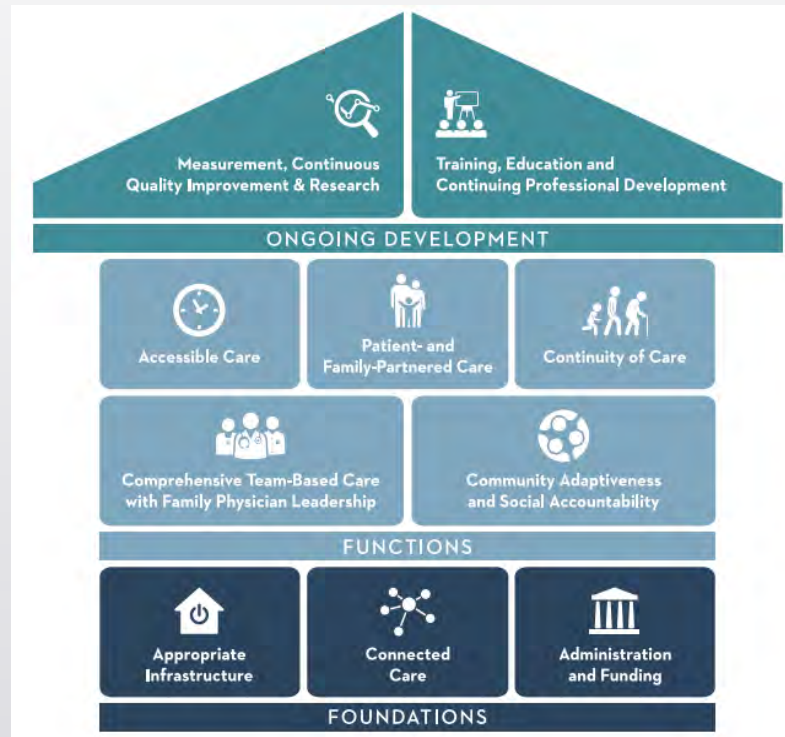 Measurement, Continuous
Quality Improvement & Research
Training, Education and
Continuing Professional Development
ONGOING DEVELOPMENT
Accessible Care
Patient- and
Family-Partnered Care
Continuity of Care
Comprehensive Team-Based Care
with Family Physician Leadership
Community Adaptiveness
and Social Accountability
FUNCTIONS
Appropriate
Infrastructure
Connected
Care
Administration
and Funding
FOUNDATIONS